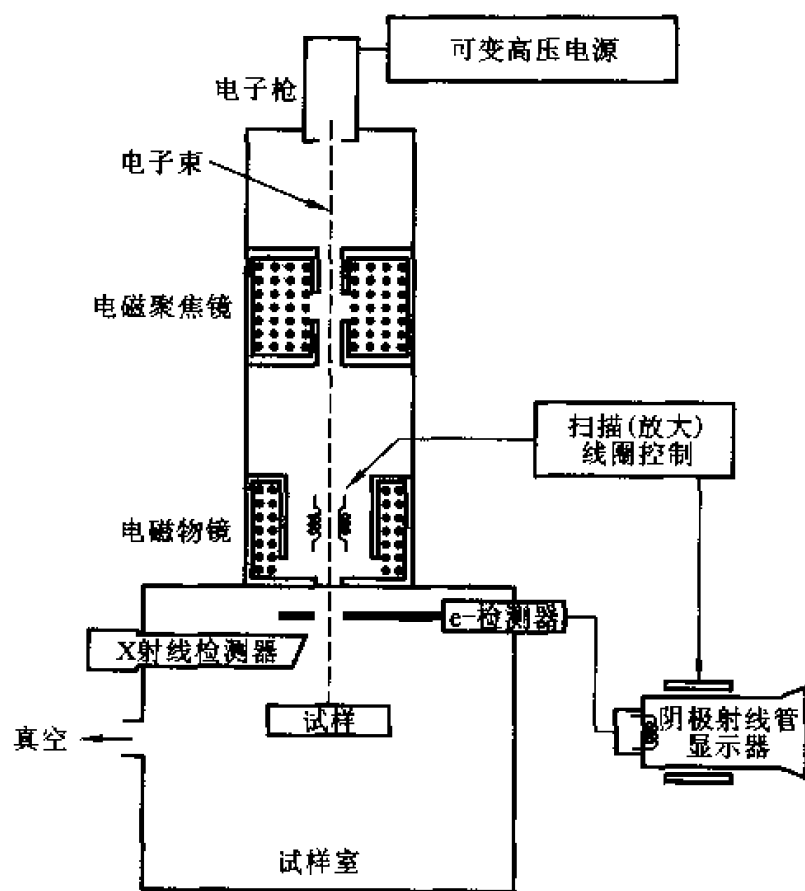 可变高压电源
电子枪
电子束
电磁聚焦镜
扫描(放大)
线圈控制
电磁物镜
e-检测器
X射线检测器
试样
真空
阴极射线管
显示器
试样室